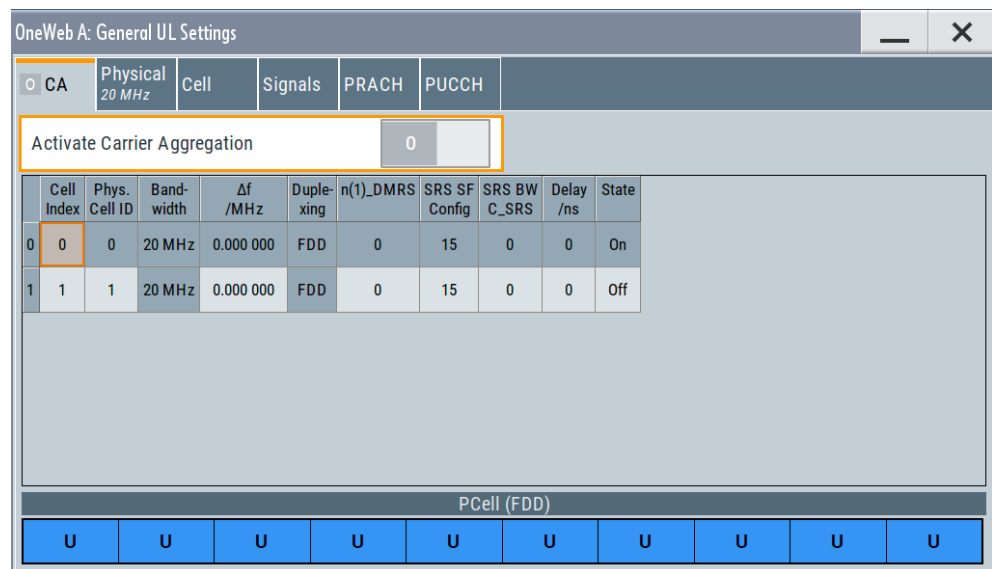 OneWeb A: General UL Settings
0 CA Physical 20 MHz Cell Signals PRACH PUCCH
Activate Carrier Aggregation 0
Cell Index Phys. Cell ID Band- width Δf /MHz Duple- xing n(1)_DMRS SRS SF Config SRS BW C_SRS Delay /ns State
0 0 0 20 MHz 0.000 000 FDD 0 15 0 0 On
1 1 1 20 MHz 0.000 000 FDD 0 15 0 0 Off
PCell (FDD)
U U U U U U U U U U